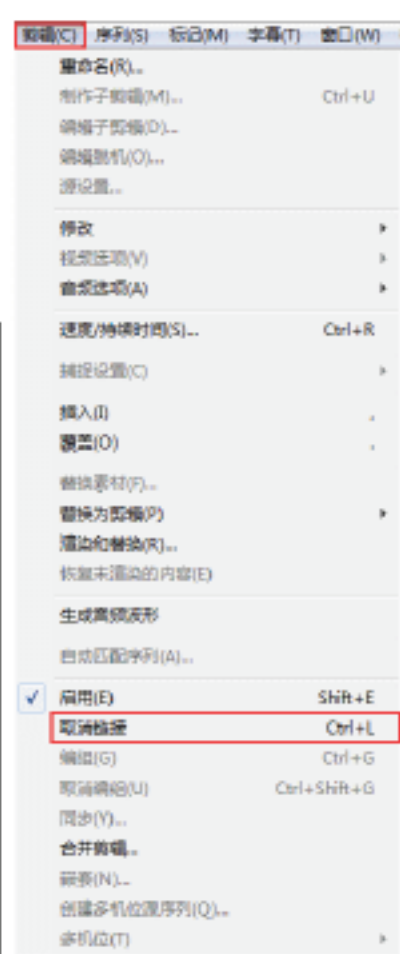 剪辑(C) 序列(S) 标记(M) 字幕(T) 窗口(W)
重命名(R)...
制作子剪辑(M)... Ctrl+U
编辑子剪辑(D)...
编辑脱机(O)...
源设置...
修改
视频选项(V)
音频选项(A)
速度/持续时间(S)... Ctrl+R
捕捉设置(C)
插入(I) ,
覆盖(O) .
替换素材(F)...
替换为剪辑(P)
渲染和替换(R)...
恢复未渲染的内容(E)
生成音频波形
自动匹配序列(A)...
启用(E) Shift+E
取消链接 Ctrl+L
编组(G) Ctrl+G
取消编组(U) Ctrl+Shift+G
同步(Y)...
合并剪辑...
嵌套(N)...
创建多机位源序列(Q)...
多机位(T)